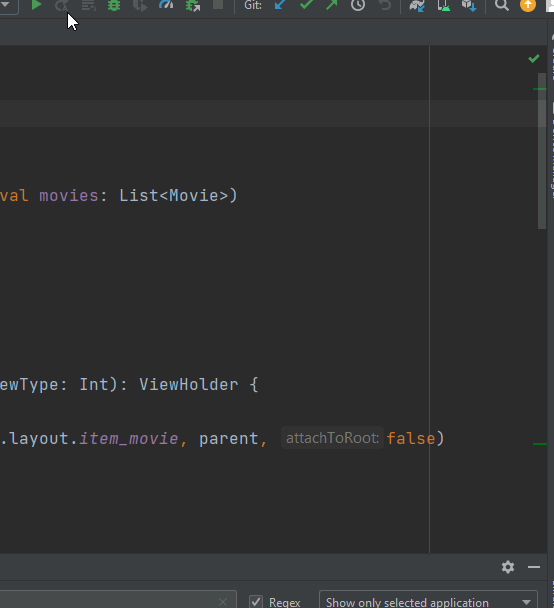 Git:
val movies: List<Movie>)
ewType: Int): ViewHolder {
.layout.item_movie, parent, attachToRoot: false)
Regex
Show only selected application